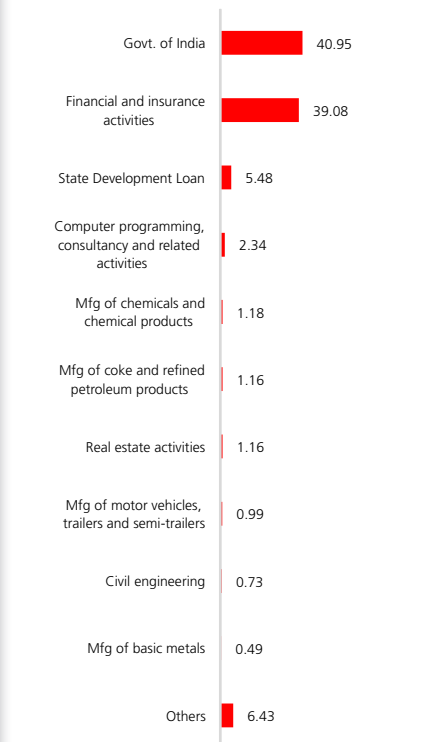 Govt. of India 40.95
Financial and insurance
activities 39.08
State Development Loan 5.48
Computer programming,
consultancy and related
activities 2.34
Mfg of chemicals and
chemical products 1.18
Mfg of coke and refined
petroleum products 1.16
Real estate activities 1.16
Mfg of motor vehicles,
trailers and semi-trailers 0.99
Civil engineering 0.73
Mfg of basic metals 0.49
Others 6.43